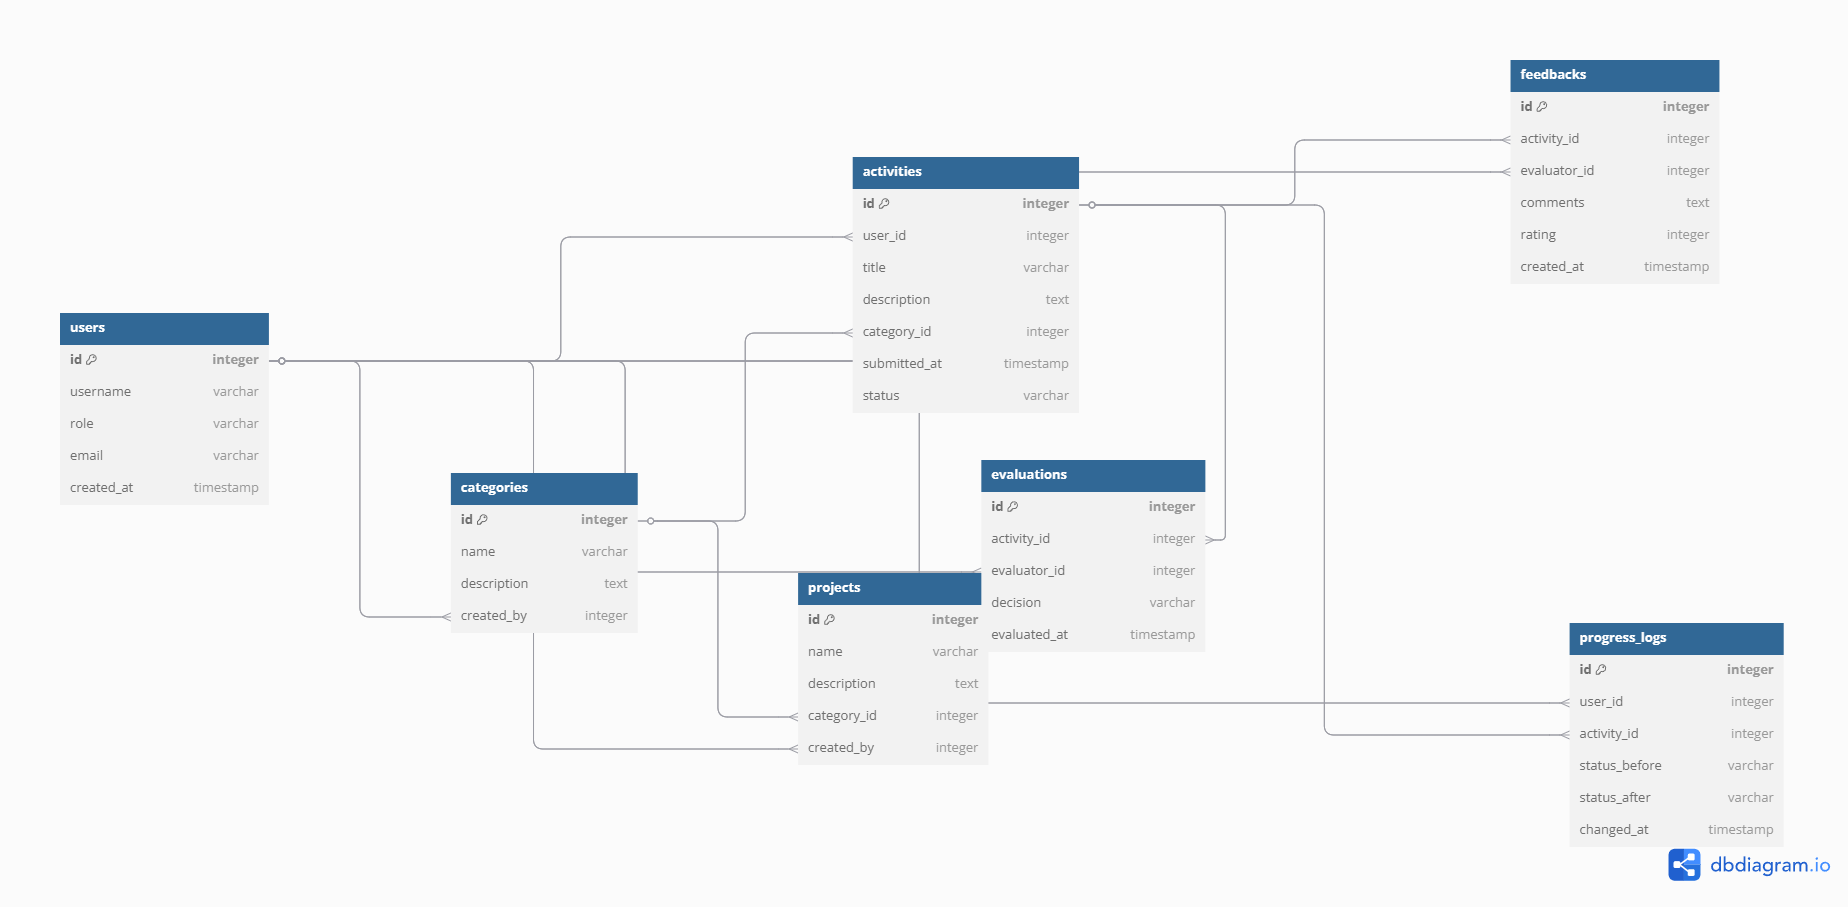 feedbacks
id integer
activity_id integer
evaluator_id integer
comments text
rating integer
created_at timestamp
activities
id integer
user_id integer
title varchar
description text
category_id integer
submitted_at timestamp
status varchar
users
id integer
username varchar
role varchar
email varchar
created_at timestamp
categories
id integer
name varchar
description text
created_by integer
evaluations
id integer
activity_id integer
evaluator_id integer
decision varchar
evaluated_at timestamp
projects
id integer
name varchar
description text
category_id integer
created_by integer
progress_logs
id integer
user_id integer
activity_id integer
status_before varchar
status_after varchar
changed_at timestamp
dbdiagram.io